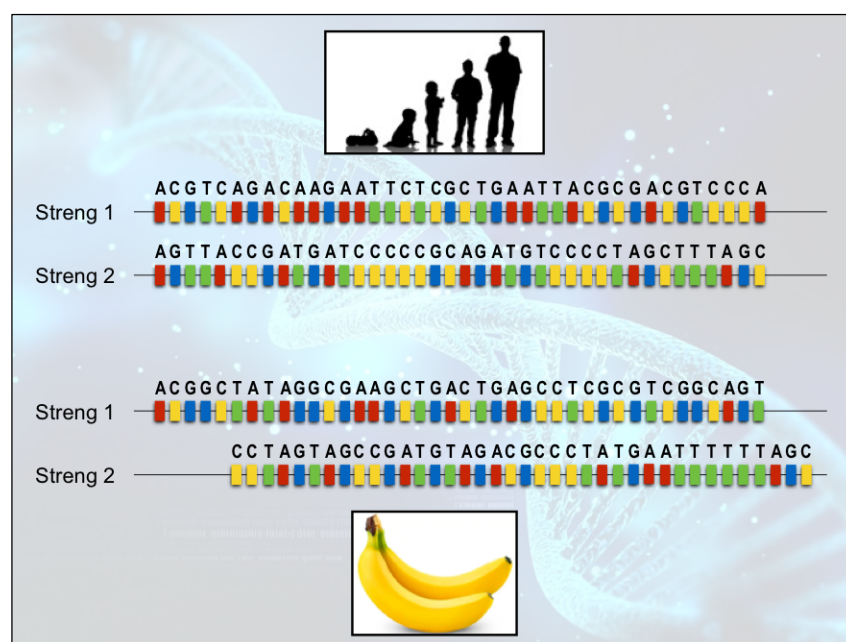 ACGTCAGACAAGAATTCTCGCTGAATTACGCGACGTCCCA
Streng 1
AGTTACCGATGATCCCCCGCAGATGTCCCCTAGCTTTAGC
Streng 2
ACGGCTATAGGCGAAGCTGACTGAGCCTCGCGTCGGCAGT
Streng 1
CCTAGTAGCCGATGTAGACGCCCTATGAATTTTTTAGC
Streng 2